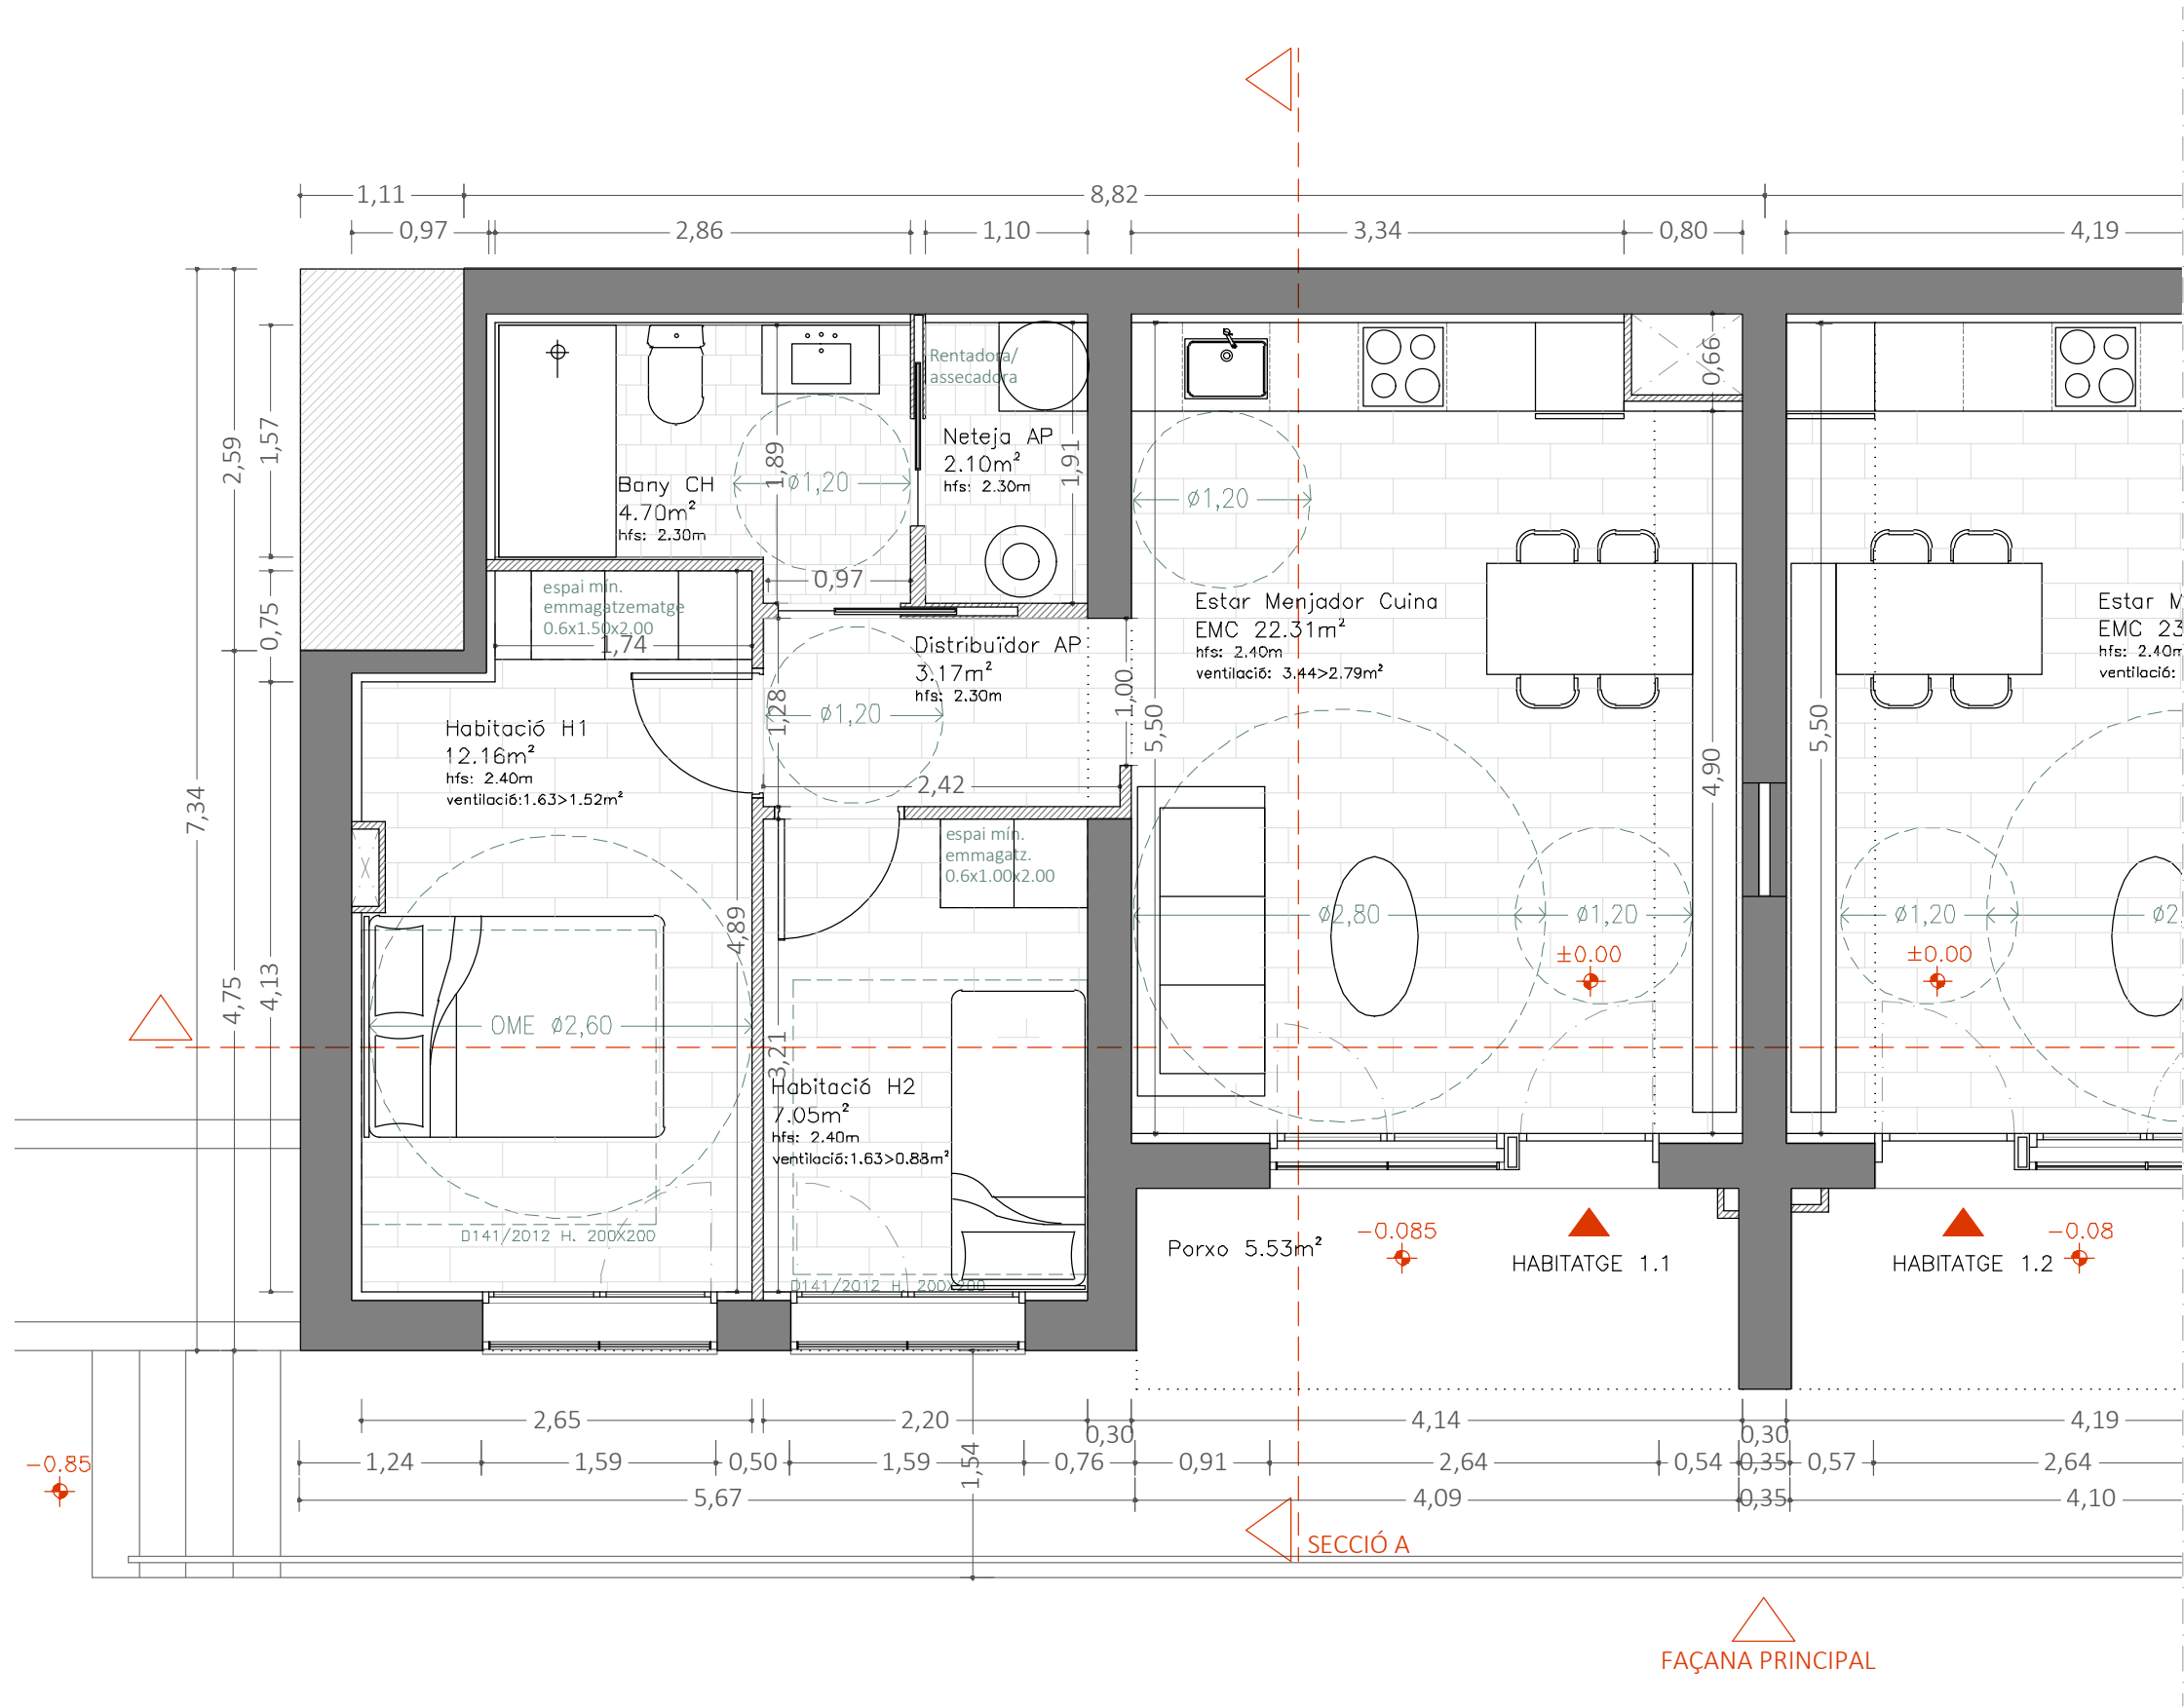 1,11
8,82
0,97
2,86
1,10
3,34
0,80
4,19
7,34
2,59
1,57
0,75
4,75
4,13
Rentadora/
assecadora
Neteja AP
2.10m²
hfs: 2.30m
1,91
Bany CH
4.70m²
hfs: 2.30m
1,89
ø1,20
0,97
ø1,20
0,66
espai mín.
emmagatzematge
0.6x1.50x2.00
1,74
Distribuïdor AP
3.17m²
hfs: 2.30m
1,28
ø1,20
2,42
1,00
Estar Menjador Cuina
EMC 22.31m²
hfs: 2.40m
ventilació: 3.44>2.79m²
5,50
4,90
5,50
Estar M
EMC 23
hfs: 2.40m
ventilació:
Habitació H1
12.16m²
hfs: 2.40m
ventilació:1.63>1.52m²
espai mín.
emmagatz.
0.6x1.00x2.00
4,89
OME ø2,60
D141/2012 H. 200X200
3,21
Habitació H2
7.05m²
hfs: 2.40m
ventilació:1.63>0.88m²
D141/2012 H. 200X200
ø2,80
ø1,20
±0.00
ø1,20
ø2
±0.00
Porxo 5.53m²
-0.085
HABITATGE 1.1
HABITATGE 1.2
-0.08
2,65
2,20
0,30
4,14
0,30
4,19
1,24
1,59
0,50
1,59
0,76
0,91
2,64
0,54
0,35
0,57
2,64
5,67
4,09
0,35
4,10
1,54
-0.85
SECCIÓ A
FAÇANA PRINCIPAL